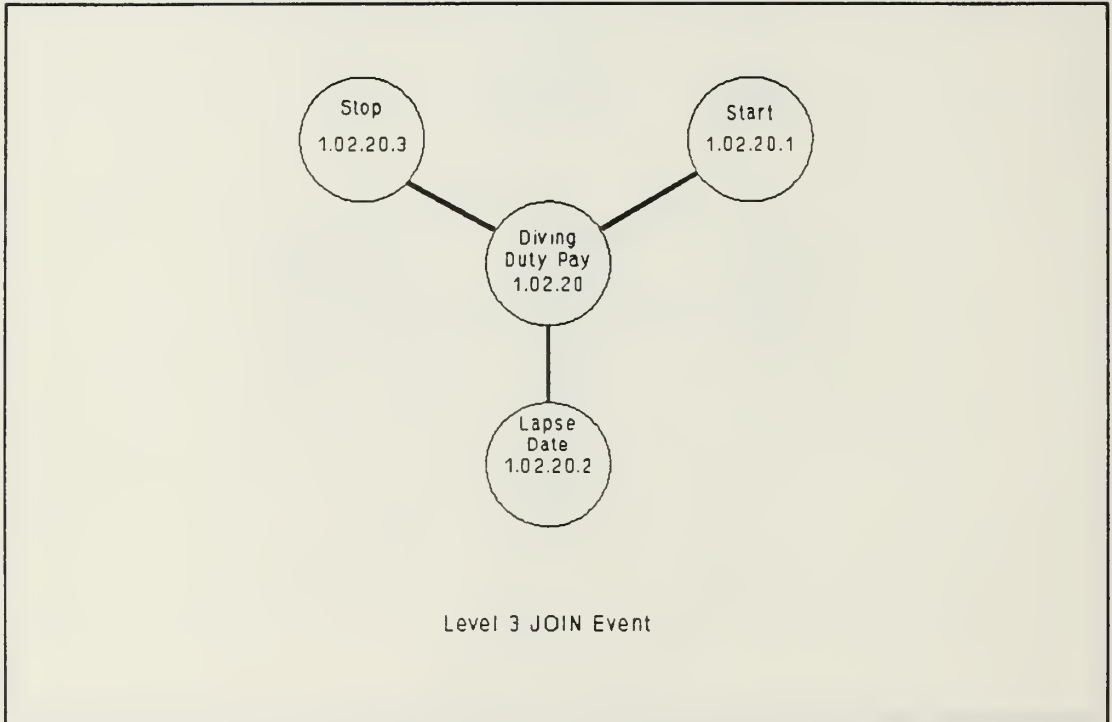 Stop
1.02.20.3
Start
1.02.20.1
Diving
Duty Pay
1.02.20
Lapse
Date
1.02.20.2
Level 3 JOIN Event